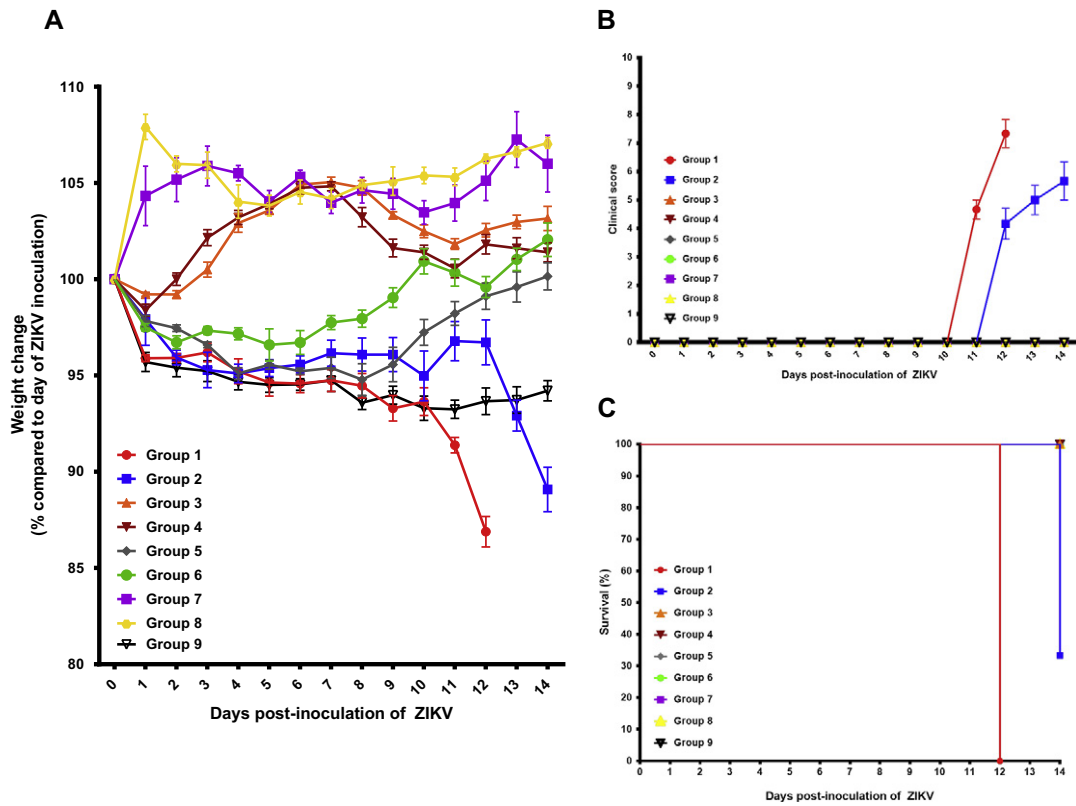 A
110
105
100
95
90
85
80
Weight change
(% compared to day of ZIKV inoculation)
Group 1
Group 2
Group 3
Group 4
Group 5
Group 6
Group 7
Group 8
Group 9
0 1 2 3 4 5 6 7 8 9 10 11 12 13 14
Days post-inoculation of ZIKV
B
10
9
8
7
6
5
4
3
2
1
0
Clinical score
Group 1
Group 2
Group 3
Group 4
Group 5
Group 6
Group 7
Group 8
Group 9
0 1 2 3 4 5 6 7 8 9 10 11 12 13 14
Days post-inoculation of ZIKV
C
100
90
80
70
60
50
40
30
20
10
0
Survival (%)
Group 1
Group 2
Group 3
Group 4
Group 5
Group 6
Group 7
Group 8
Group 9
0 1 2 3 4 5 6 7 8 9 10 11 12 13 14
Days post-inoculation of ZIKV